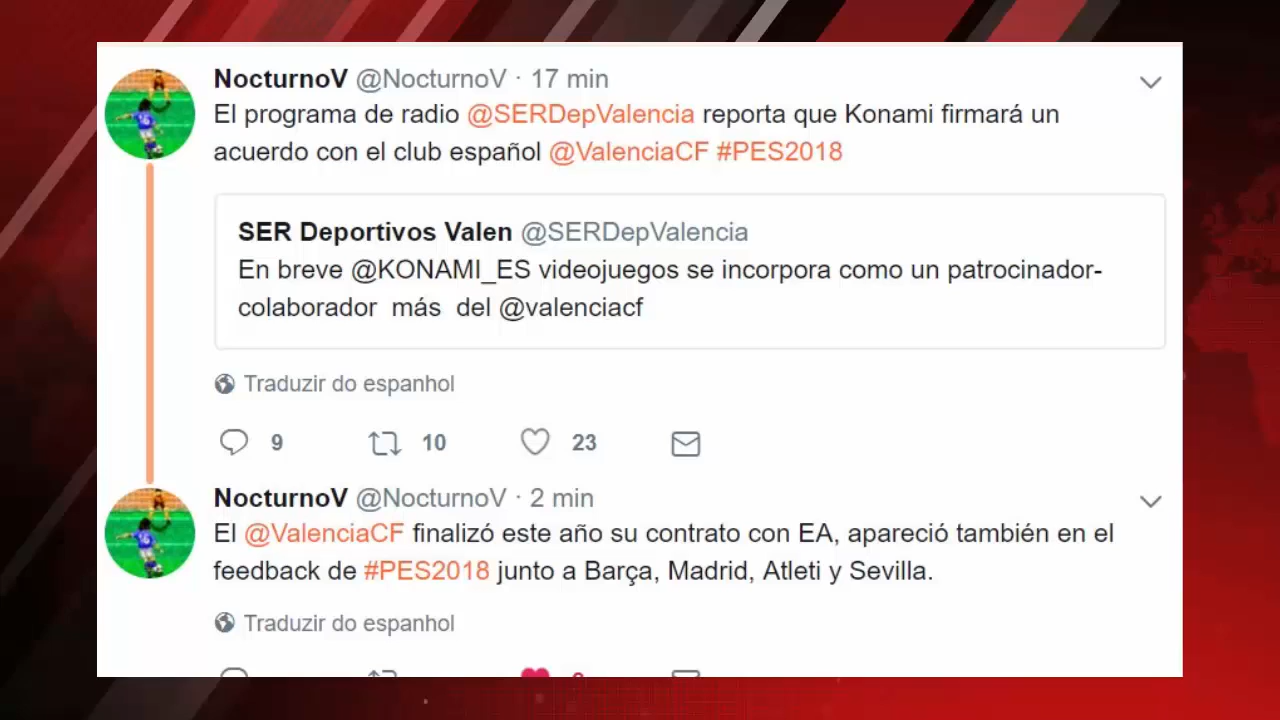 NocturnoV @NocturnoV · 17 min
El programa de radio @SERDepValencia reporta que Konami firmará un
acuerdo con el club español @ValenciaCF #PES2018
SER Deportivos Valen @SERDepValencia
En breve @KONAMI_ES videojuegos se incorpora como un patrocinador-
colaborador más del @valenciacf
Traduzir do espanhol
9 10 23
NocturnoV @NocturnoV · 2 min
El @ValenciaCF finalizó este año su contrato con EA, apareció también en el
feedback de #PES2018 junto a Barça, Madrid, Atleti y Sevilla.
Traduzir do espanhol